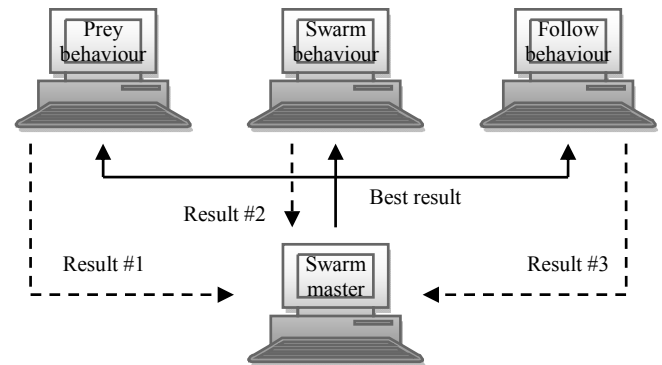 Prey
behaviour
Swarm
behaviour
Follow
behaviour
Best result
Result #2
Result #1
Swarm
master
Result #3